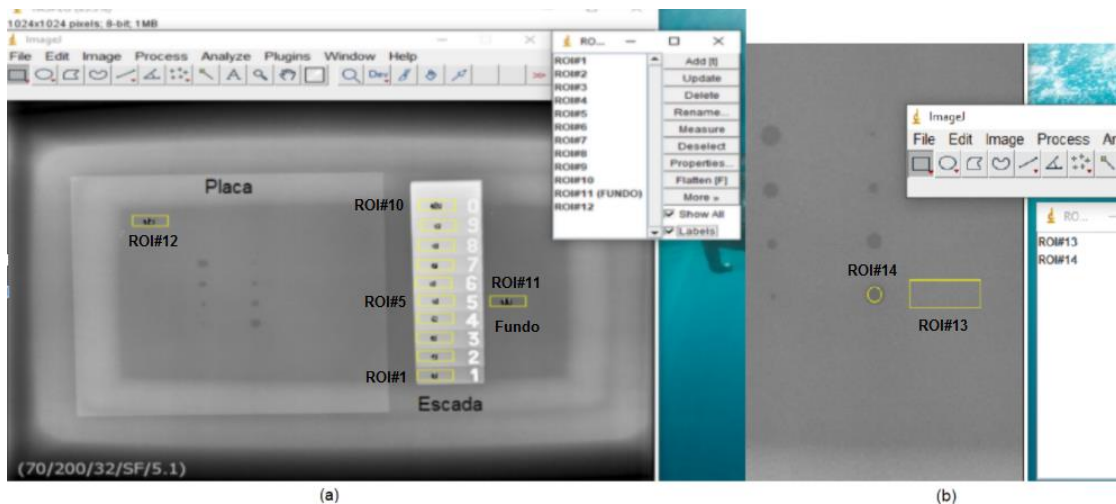 1024x1024 pixels; 8-bit; 1MB
ImageJ
File Edit Image Process Analyze Plugins Window Help
Dev
>>
RO...
ROI#1
ROI#2
ROI#3
ROI#4
ROI#5
ROI#6
ROI#7
ROI#8
ROI#9
ROI#10
ROI#11 (FUNDO)
ROI#12
Add [t]
Update
Delete
Rename...
Measure
Deselect
Properties...
Flatten [F]
More »
Show All
Labels
Placa
ROI#12
ROI#10
ROI#5
ROI#1
0
9
8
7
6
5
4
3
2
1
ROI#11
Fundo
Escada
(70/200/32/SF/5.1)
(a)
ImageJ
File Edit Image Process
RO...
ROI#13
ROI#14
ROI#14
ROI#13
(b)